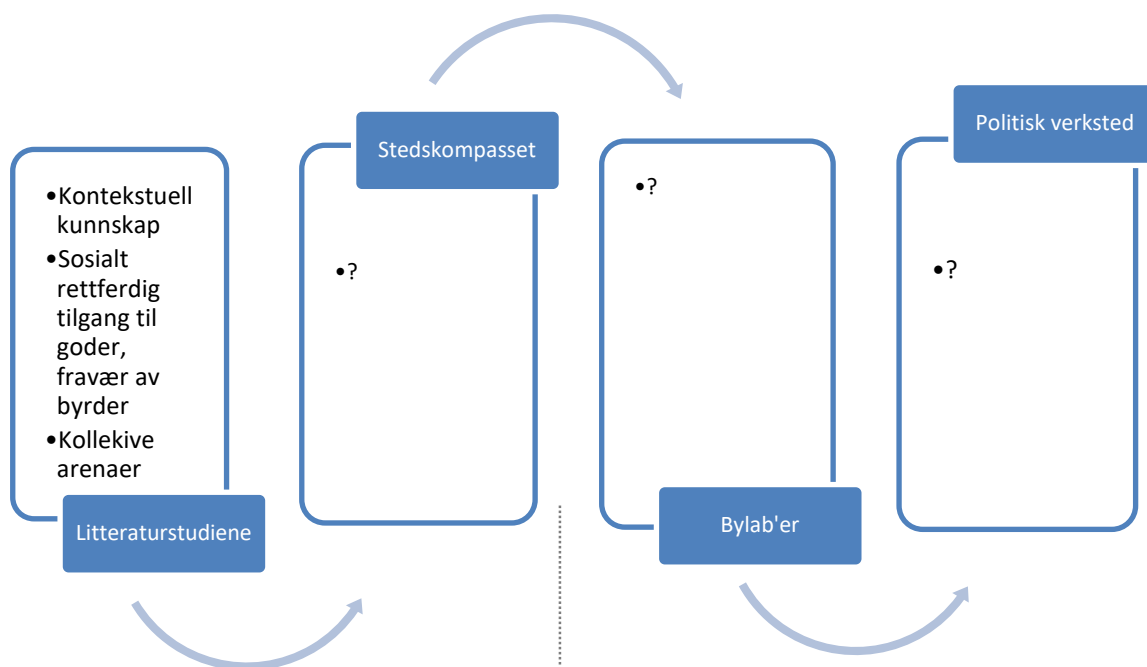 •Kontekstuell
kunnskap
•Sosialt
rettferdig
tilgang til
goder,
fravær av
byrder
•Kollekive
arenaer
Litteraturstudiene
Stedskompasset
•?
•?
Bylab'er
Politisk verksted
•?